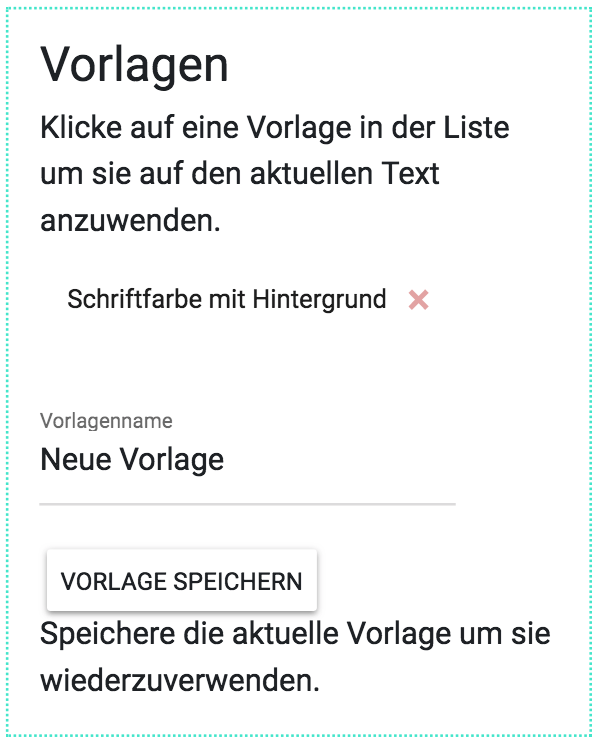 Vorlagen
Klicke auf eine Vorlage in der Liste
um sie auf den aktuellen Text
anzuwenden.
Schriftfarbe mit Hintergrund
Vorlagenname
Neue Vorlage
VORLAGE SPEICHERN
Speichere die aktuelle Vorlage um sie
wiederzuverwenden.